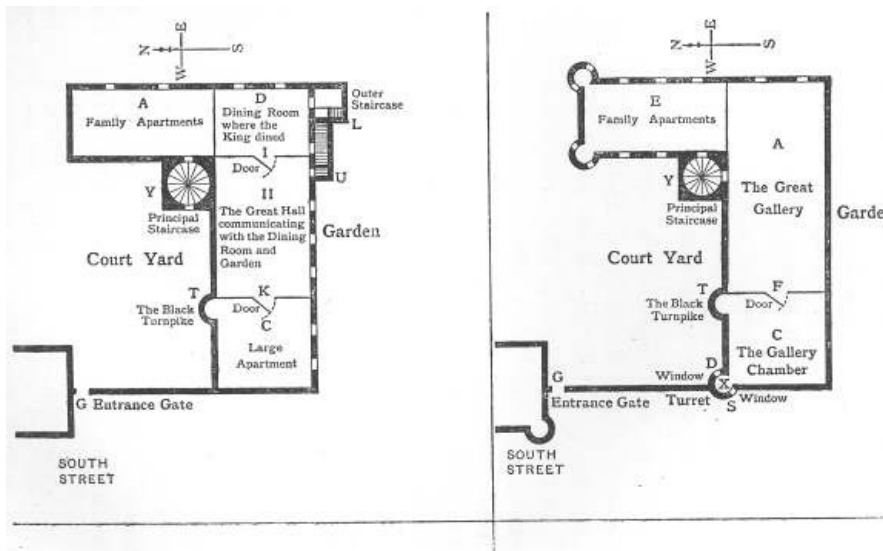 E
N S
W
A
Family Apartments
D
Dining Room
where the
King dined
Outer
Staircase
L
I
Door
U
Y
H
Principal
Staircase
The Great Hall
communicating
with the Dining
Room and
Garden
Garden
Court Yard
T
The Black
Turnpike
K
Door
C
Large
Apartment
G Entrance Gate
SOUTH
STREET
E
N S
W
E
Family Apartments
A
Y
The Great
Gallery
Principal
Staircase
Garde
Court Yard
T
The Black
Turnpike
F
Door
C
The Gallery
Chamber
D
Window
X
G
Entrance Gate
Turret
S
Window
SOUTH
STREET